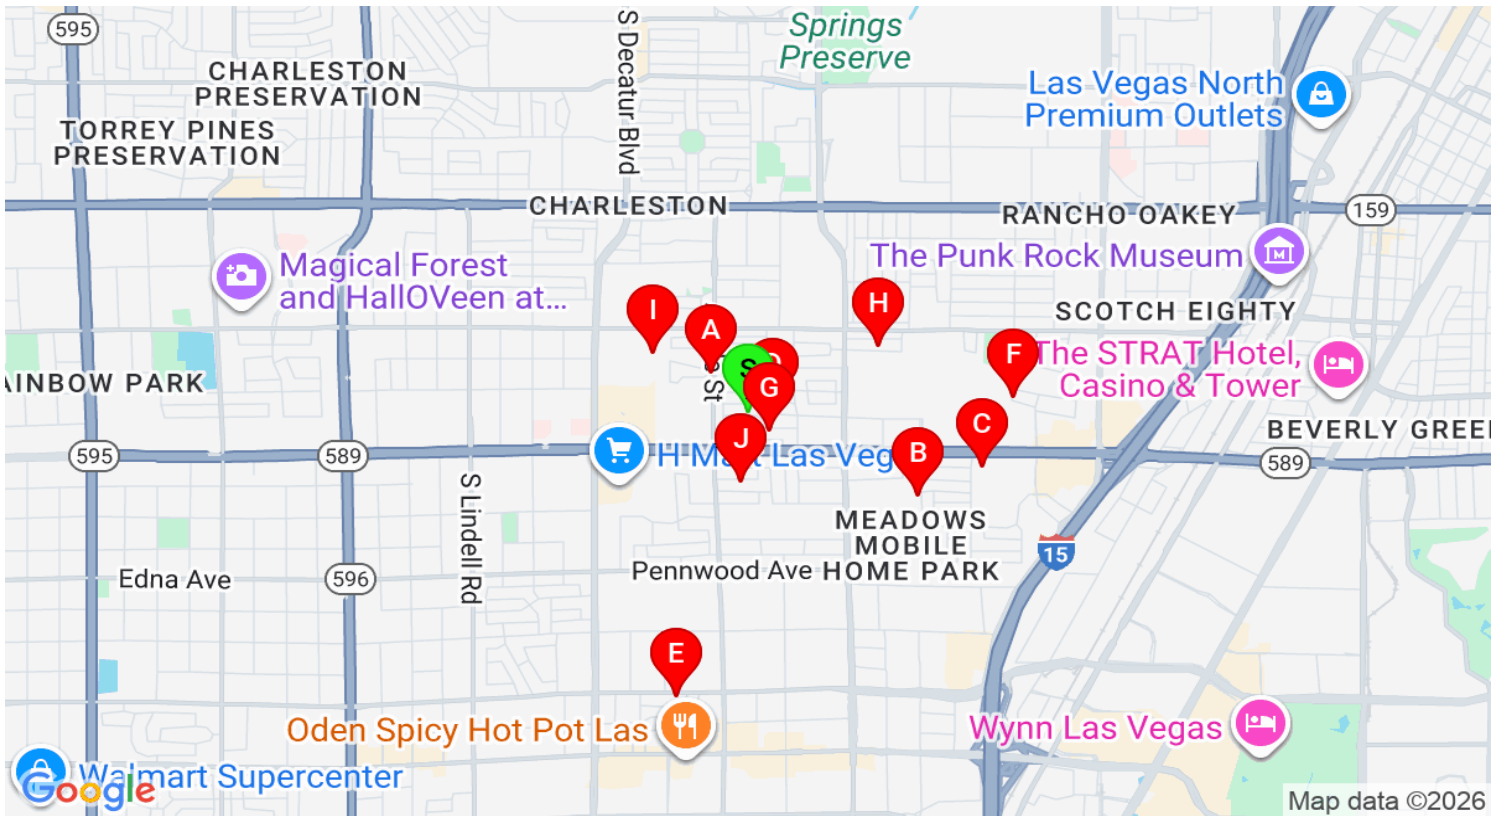 595
S Decatur Blvd
Springs
Preserve
CHARLESTON
PRESERVATION
Las Vegas North
Premium Outlets
TORREY PINES
PRESERVATION
CHARLESTON
RANCHO OAKEY
159
The Punk Rock Museum
M
Magical Forest
and HallOVeen at...
SCOTCH EIGHTY
I
A
H
F
The STRAT Hotel,
Casino & Tower
S
G
St
AINBOW PARK
C
BEVERLY GREE
J
B
595
589
H Ma t Las Veg
589
S Lindell Rd
MEADOWS
MOBILE
HOME PARK
15
Edna Ave
596
Pennwood Ave
E
Oden Spicy Hot Pot Las
Wynn Las Vegas
Walmart Supercenter
Google
Map data ©2026